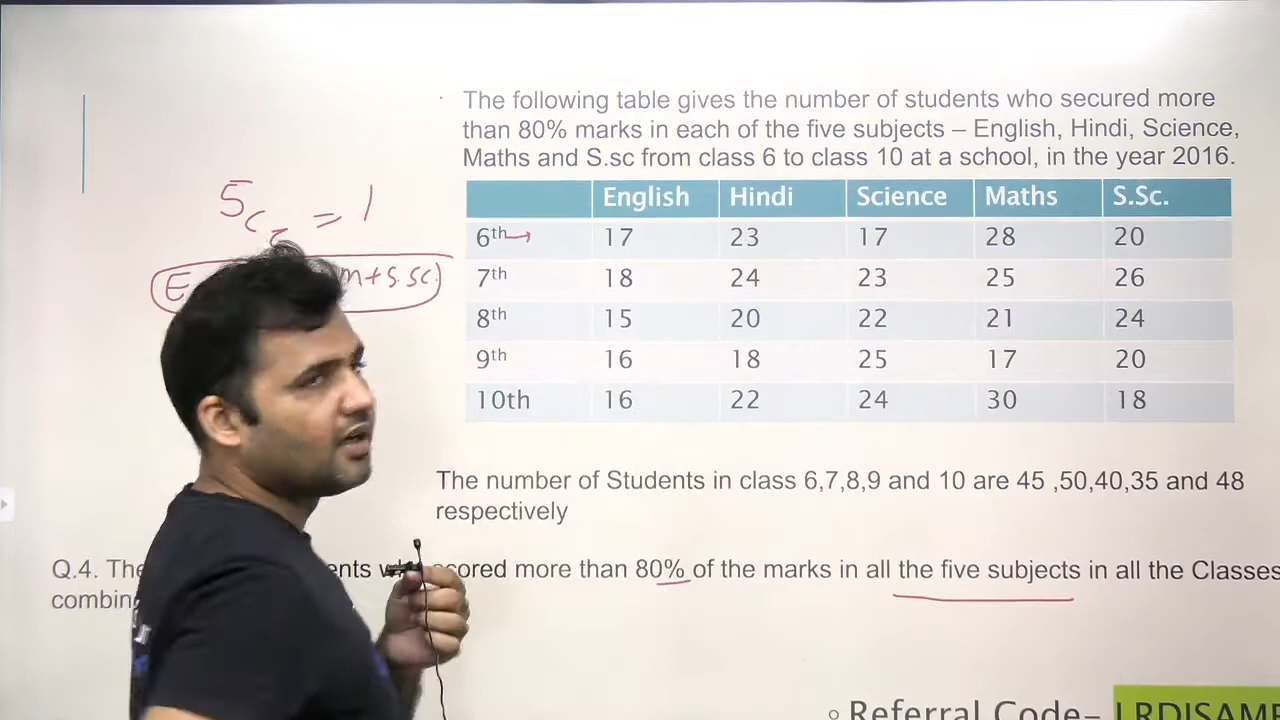 The following table gives the number of students who secured more
than 80% marks in each of the five subjects – English, Hindi, Science,
Maths and S.sc from class 6 to class 10 at a school, in the year 2016.
English Hindi Science Maths S.Sc.
6th 17 23 17 28 20
7th 18 24 23 25 26
8th 15 20 22 21 24
9th 16 18 25 17 20
10th 16 22 24 30 18
5c = 1
E m+s.sc.
The number of Students in class 6,7,8,9 and 10 are 45 ,50,40,35 and 48
respectively
Q.4. The scored more than 80% of the marks in all the five subjects in all the Classes
◦ Referral Code–